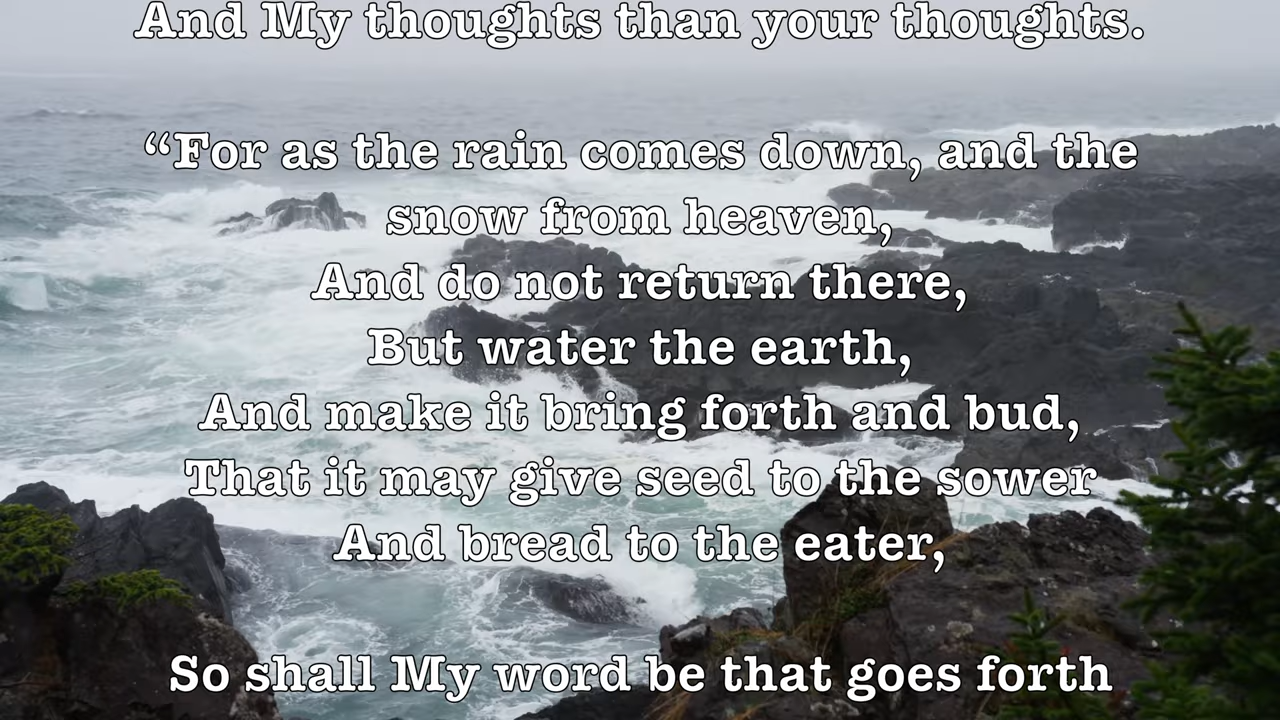 And My thoughts than your thoughts.
“For as the rain comes down, and the
snow from heaven,
And do not return there,
But water the earth,
And make it bring forth and bud,
That it may give seed to the sower
And bread to the eater,
So shall My word be that goes forth